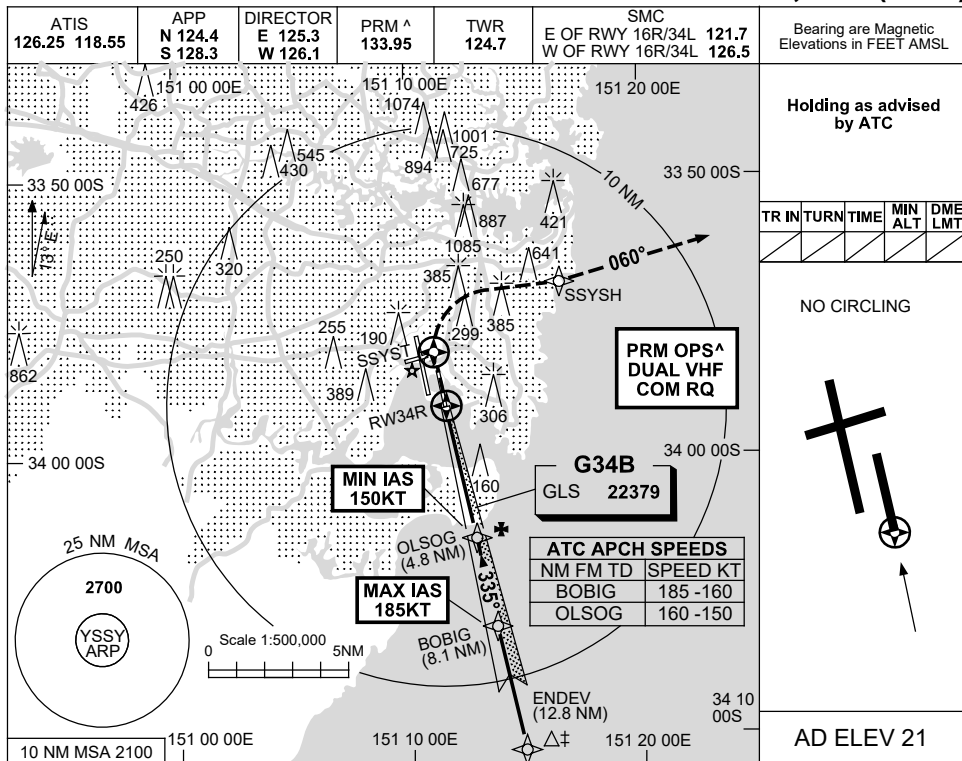 ATIS
126.25 118.55
APP
N 124.4
S 128.3
DIRECTOR
E 125.3
W 126.1
PRM ^
133.95
TWR
124.7
SMC
E OF RWY 16R/34L 121.7
W OF RWY 16R/34L 126.5
Bearing are Magnetic
Elevations in FEET AMSL
151 00 00E
151 10 00E
151 20 00E
426
1074
1001
725
894
545
430
677
33 50 00S
33 50 00S
10 NM
421
887
13° E
320
1085
641
060°
250
385
SSYSH
385
299
255
190
SSYST
862
389
306
RW34R
PRM OPS^
DUAL VHF
COM RQ
34 00 00S
34 00 00S
160
MIN IAS
150KT
G34B
GLS 22379
OLSOG
(4.8 NM)
335°
ATC APCH SPEEDS
NM FM TD SPEED KT
BOBIG 185 -160
OLSOG 160 -150
25 NM MSA
2700
YSSY
ARP
MAX IAS
185KT
BOBIG
(8.1 NM)
Scale 1:500,000
0 5NM
ENDEV
(12.8 NM)
34 10
00S
10 NM MSA 2100
151 00 00E
151 10 00E
151 20 00E
Holding as advised
by ATC
TR IN TURN TIME MIN ALT DME LMT
NO CIRCLING
AD ELEV 21